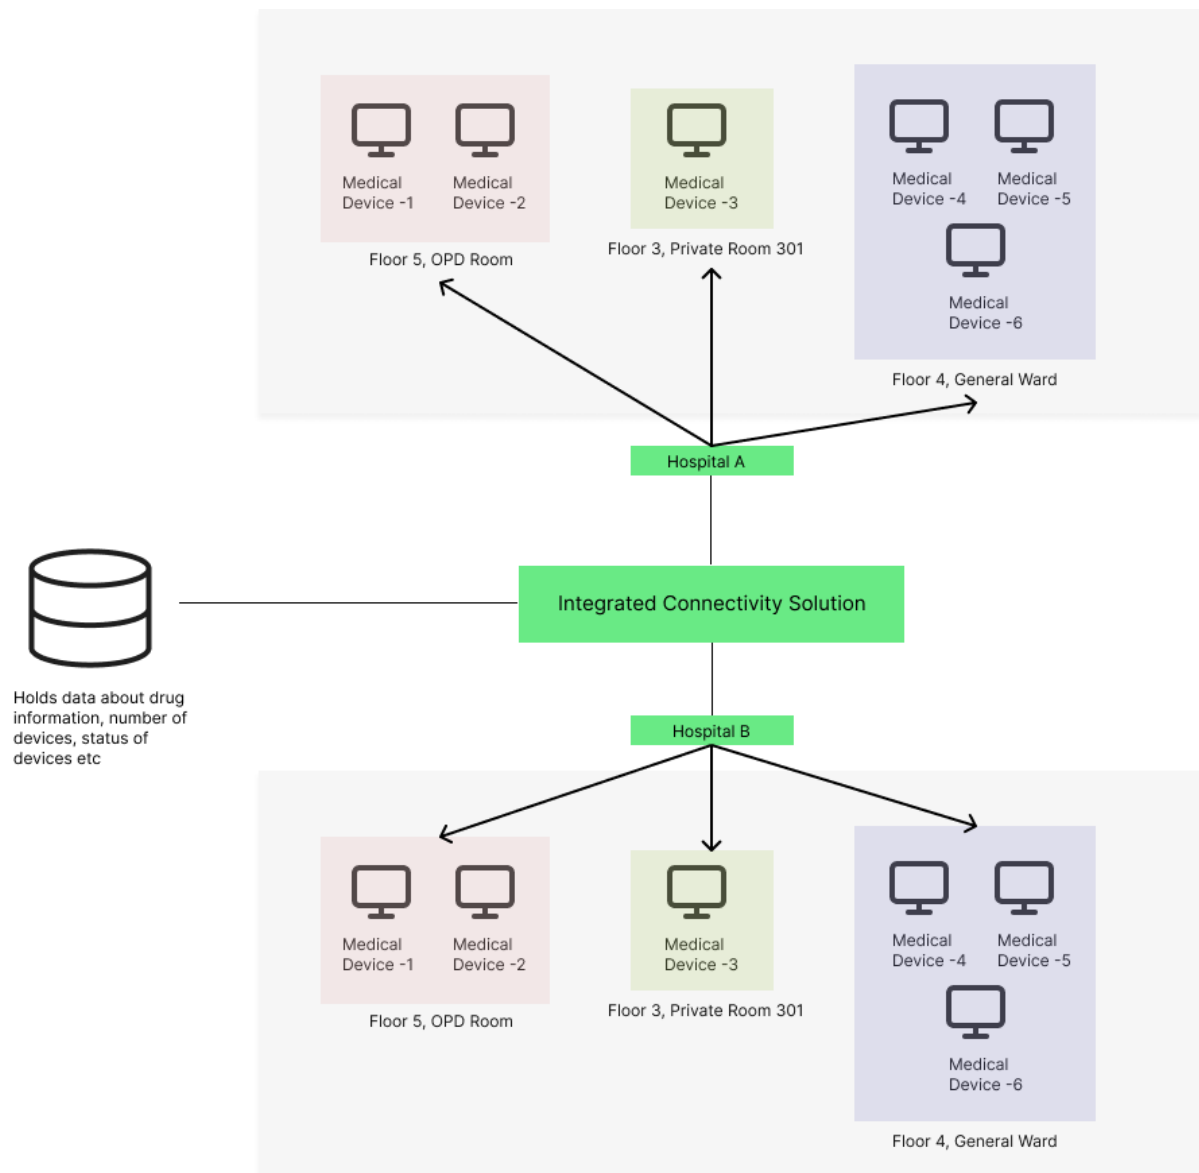 Medical
Device -1
Medical
Device -2
Floor 5, OPD Room
Medical
Device -3
Floor 3, Private Room 301
Medical
Device -4
Medical
Device -5
Medical
Device -6
Floor 4, General Ward
Hospital A
Integrated Connectivity Solution
Holds data about drug
information, number of
devices, status of
devices etc
Hospital B
Medical
Device -1
Medical
Device -2
Floor 5, OPD Room
Medical
Device -3
Floor 3, Private Room 301
Medical
Device -4
Medical
Device -5
Medical
Device -6
Floor 4, General Ward